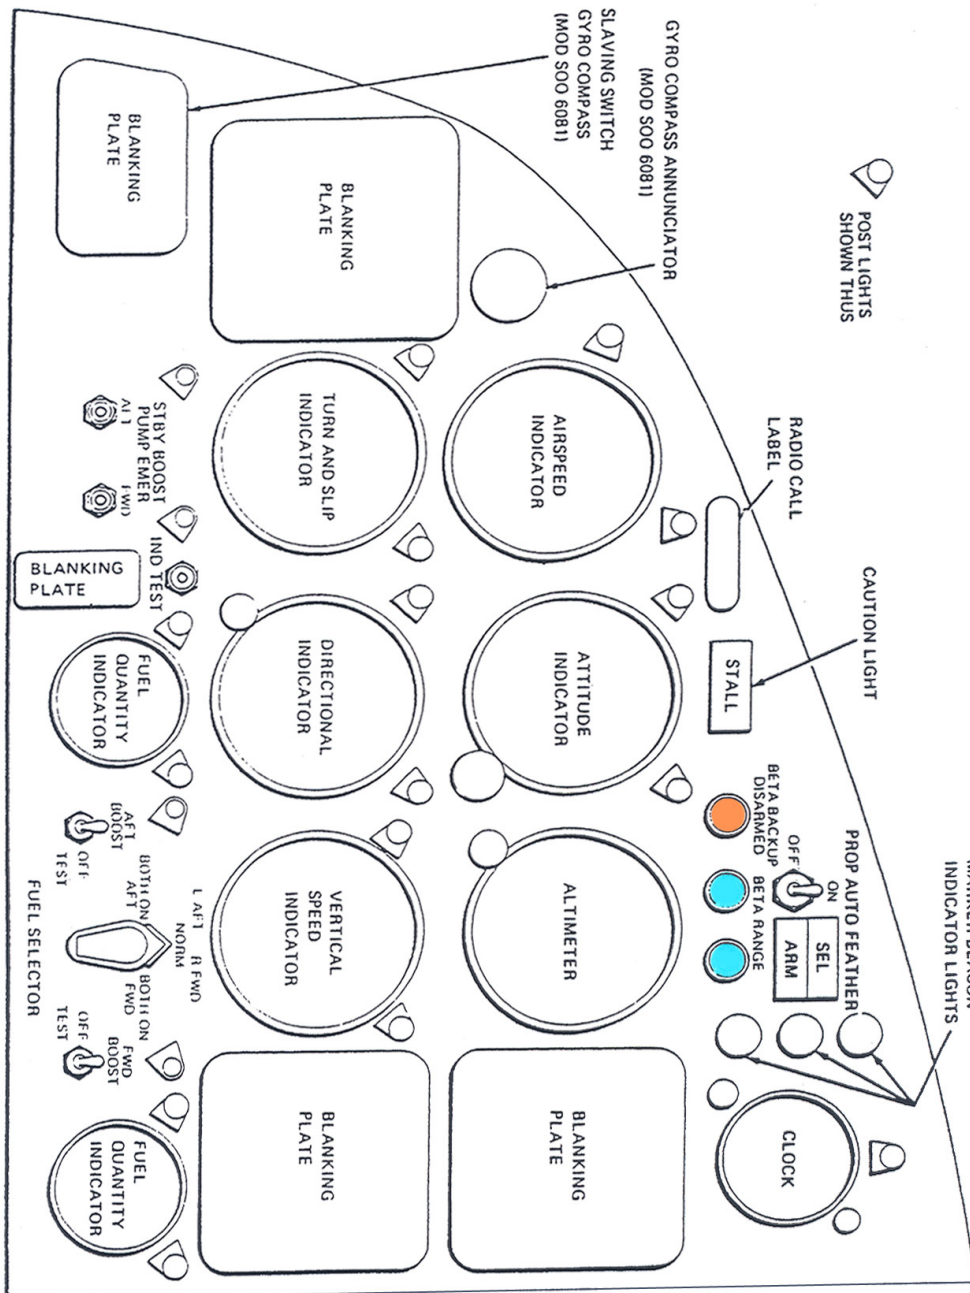 SLAVING SWITCH
GYRO COMPASS
(MOD SOO 6081)
GYRO COMPASS ANNUNCIATOR
(MOD SOO 6081)
POST LIGHTS
SHOWN THUS
RADIO CALL
LABEL
CAUTION LIGHT
INDICATOR LIGHTS
STALL
BETA BACKUP
DISARMED
BETA RANGE
PROP AUTO FEATHER
OFF
ON
SEL
ARM
CLOCK
BLANKING
PLATE
AIRSPEED
INDICATOR
ATTITUDE
INDICATOR
ALTIMETER
BLANKING
PLATE
TURN AND SLIP
INDICATOR
DIRECTIONAL
INDICATOR
VERTICAL
SPEED
INDICATOR
BLANKING
PLATE
BLANKING
PLATE
STBY BOOST
PUMP EMER
AFT
FWD
IND TEST
BLANKING
PLATE
FUEL
QUANTITY
INDICATOR
AFT
BOOST
OFF
TEST
L AFT
R FWD
NORM
BOTH ON
AFT
BOTH ON
FWD
FUEL SELECTOR
FWD
BOOST
OFF
TEST
FUEL
QUANTITY
INDICATOR